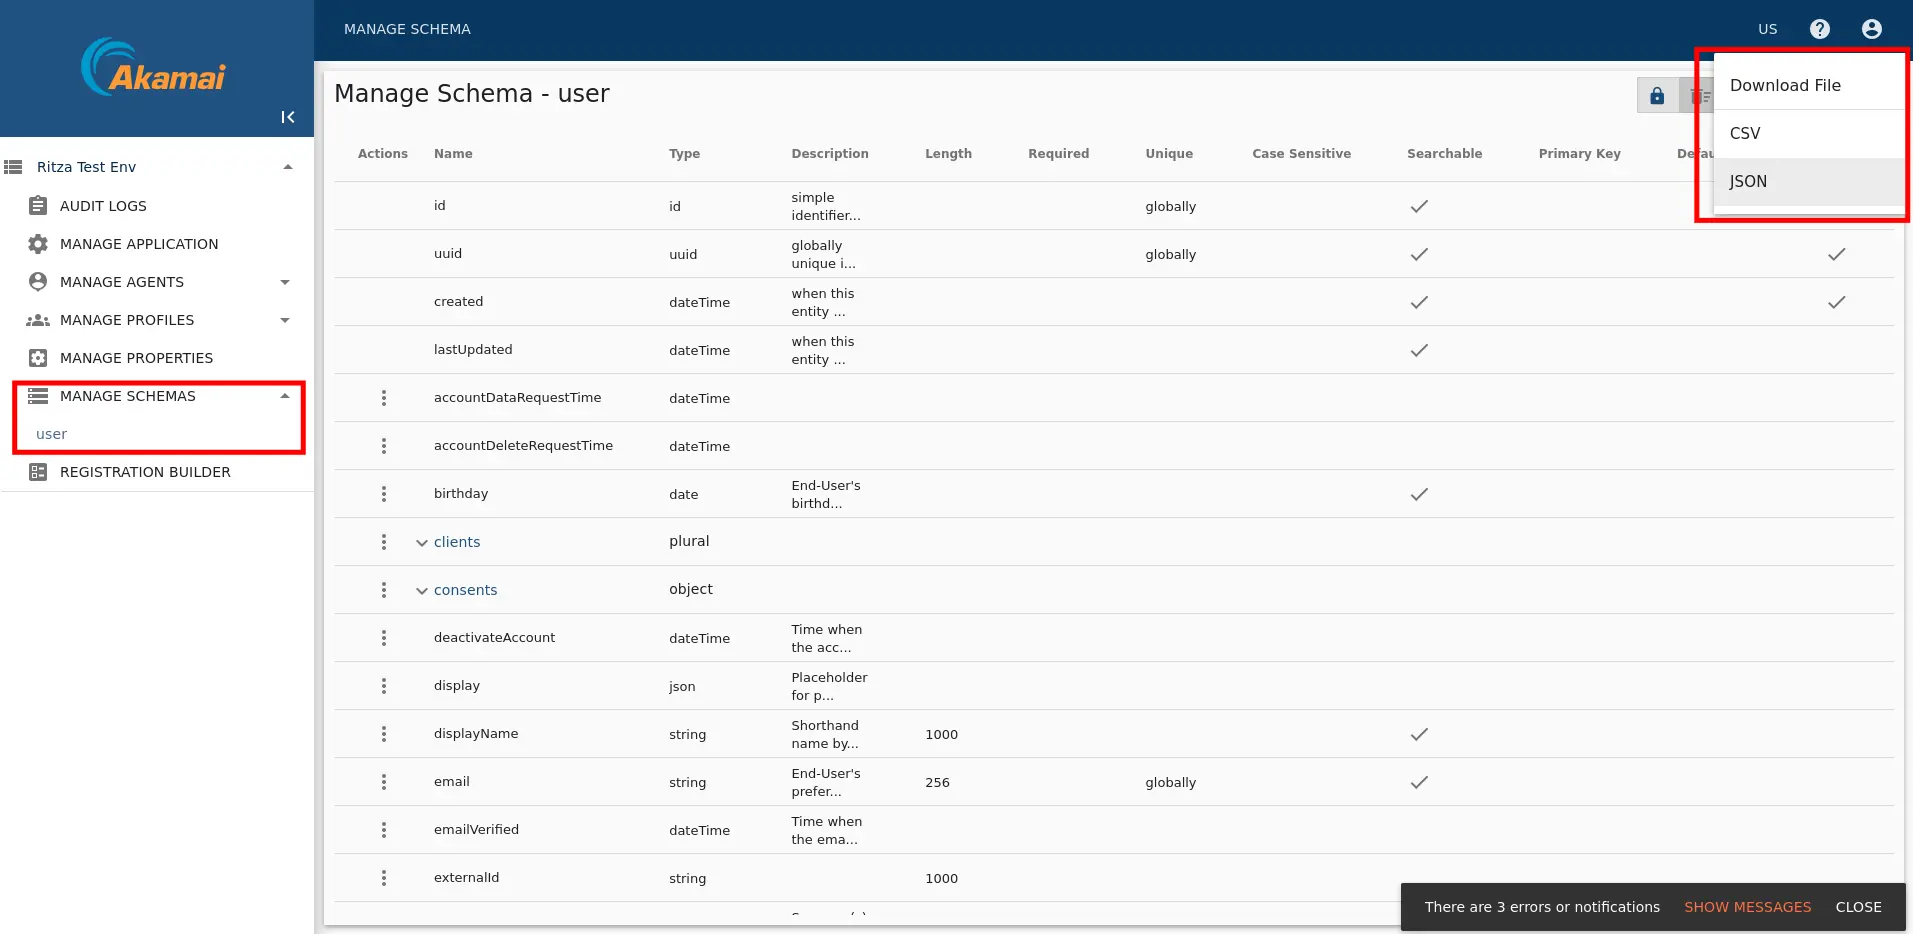 MANAGE SCHEMA
US
Akamai
Ritza Test Env
AUDIT LOGS
MANAGE APPLICATION
MANAGE AGENTS
MANAGE PROFILES
MANAGE PROPERTIES
MANAGE SCHEMAS
user
REGISTRATION BUILDER
Manage Schema - user
Download File
CSV
JSON
Actions Name Type Description Length Required Unique Case Sensitive Searchable Primary Key
id id simple identifier... globally
uuid uuid globally unique i... globally
created dateTime when this entity ...
lastUpdated dateTime when this entity ...
accountDataRequestTime dateTime
accountDeleteRequestTime dateTime
birthday date End-User's birthd...
clients plural
consents object
deactivateAccount dateTime Time when the acc...
display json Placeholder for p...
displayName string Shorthand name by... 1000
email string End-User's prefer... 256 globally
emailVerified dateTime Time when the ema...
externalId string 1000
There are 3 errors or notifications SHOW MESSAGES CLOSE